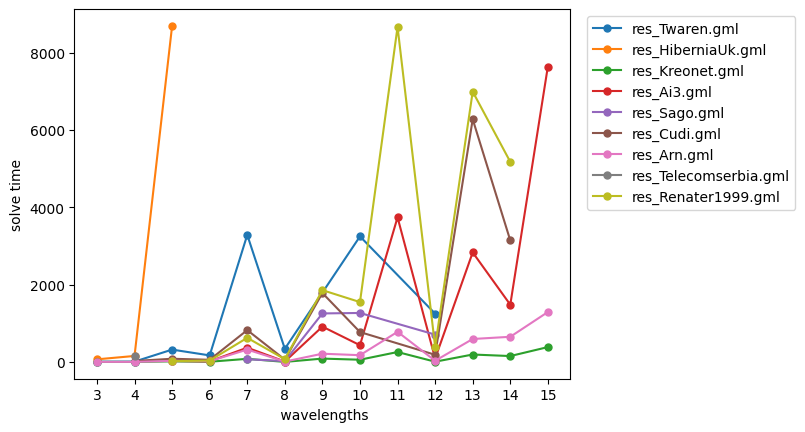 8000
6000
4000
2000
0
solve time
3 4 5 6 7 8 9 10 11 12 13 14 15
wavelengths
res_Twaren.gml
res_HiberniaUk.gml
res_Kreonet.gml
res_Ai3.gml
res_Sago.gml
res_Cudi.gml
res_Arn.gml
res_Telecomserbia.gml
res_Renater1999.gml